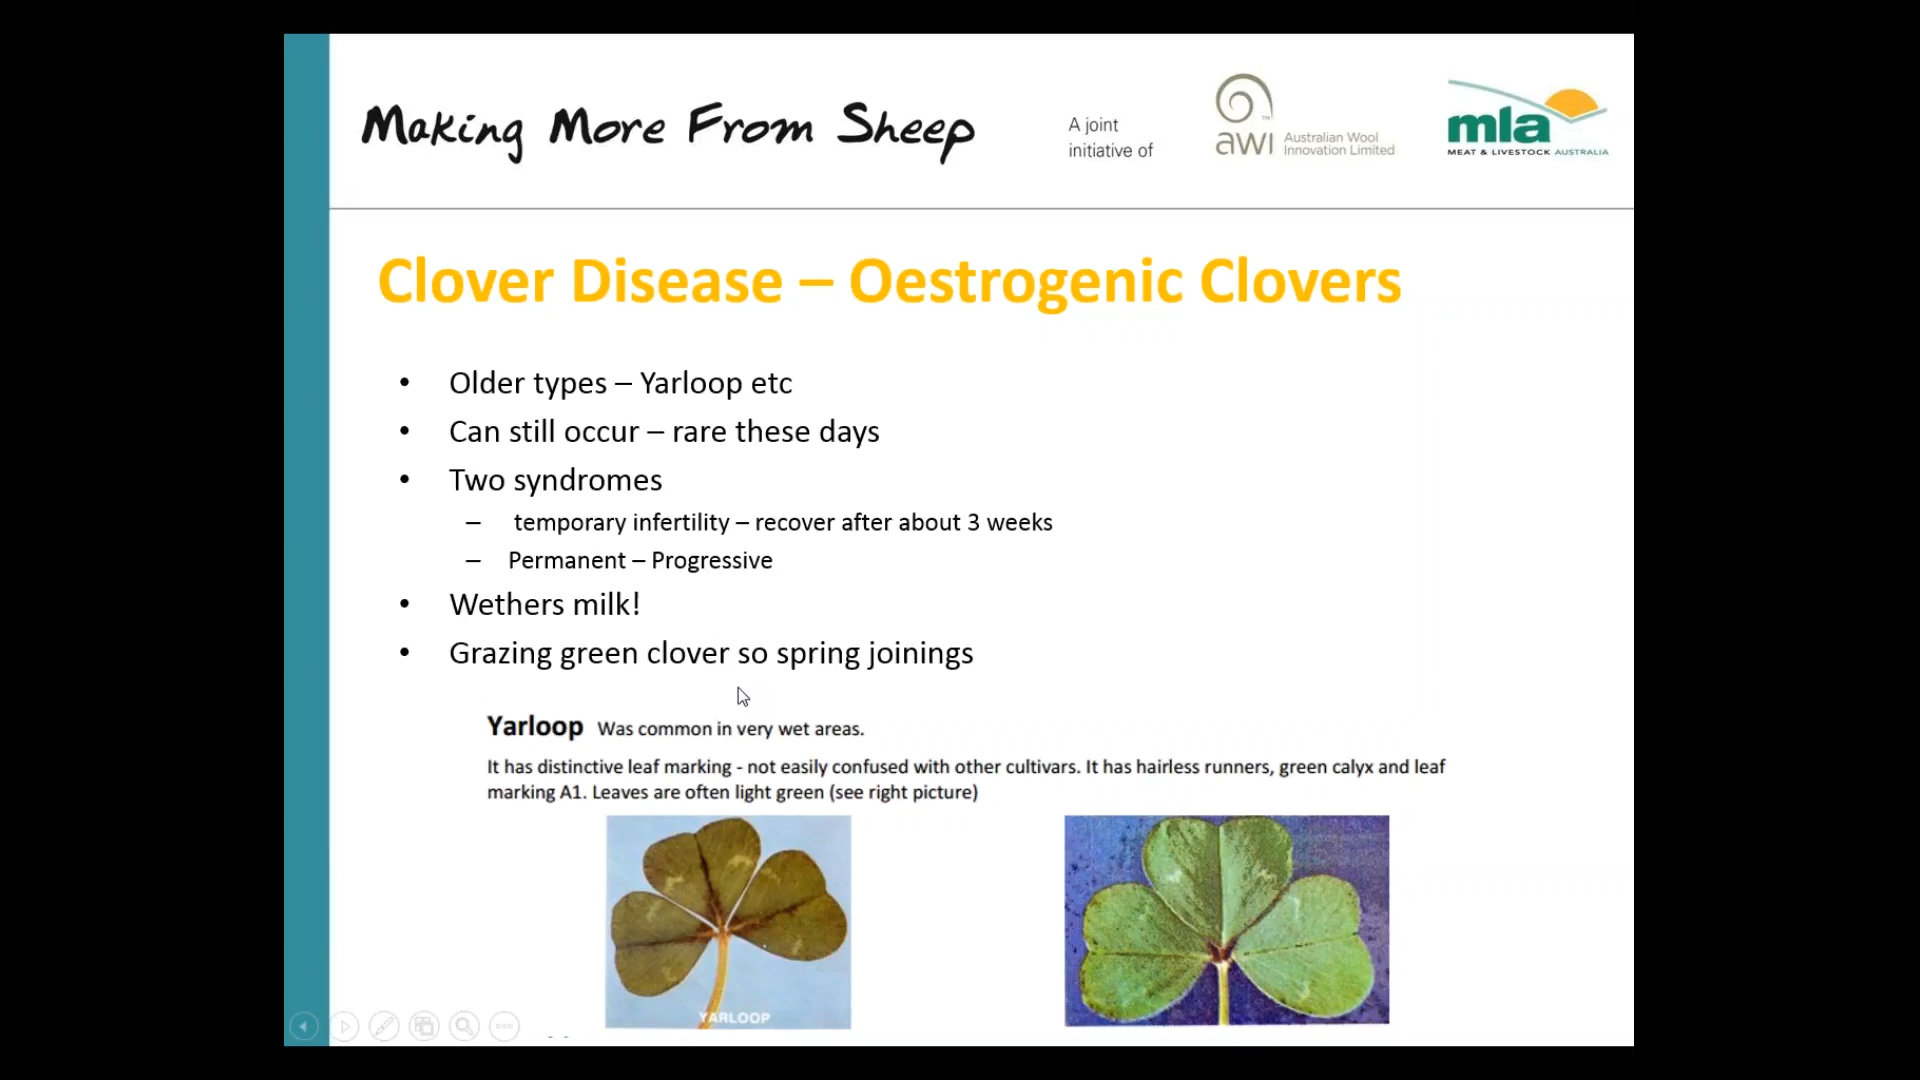 Making More From Sheep
A joint
initiative of
AWI
TM
Australian Wool
Innovation Limited
mla
MEAT & LIVESTOCK AUSTRALIA
Clover Disease – Oestrogenic Clovers
• Older types – Yarloop etc
• Can still occur – rare these days
• Two syndromes
– temporary infertility – recover after about 3 weeks
– Permanent – Progressive
• Wethers milk!
• Grazing green clover so spring joinings
Yarloop Was common in very wet areas.
It has distinctive leaf marking - not easily confused with other cultivars. It has hairless runners, green calyx and leaf
marking A1. Leaves are often light green (see right picture)
YARLOOP